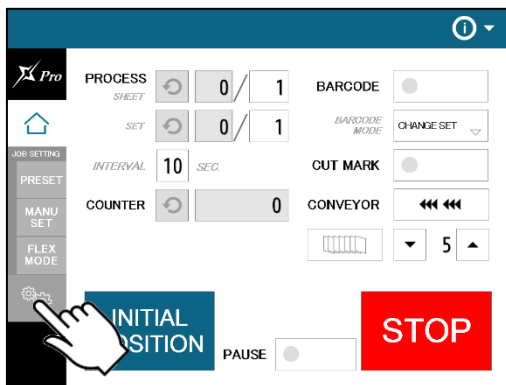 Pro
PROCESS
SHEET
0/ 1
BARCODE
SET
0/ 1
BARCODE
MODE
CHANGE SET
JOB SETTING
PRESET
INTERVAL 10 SEC.
CUT MARK
MANU
SET
COUNTER 0
CONVEYOR
FLEX
MODE
5
INITIAL
STOP
PAUSE